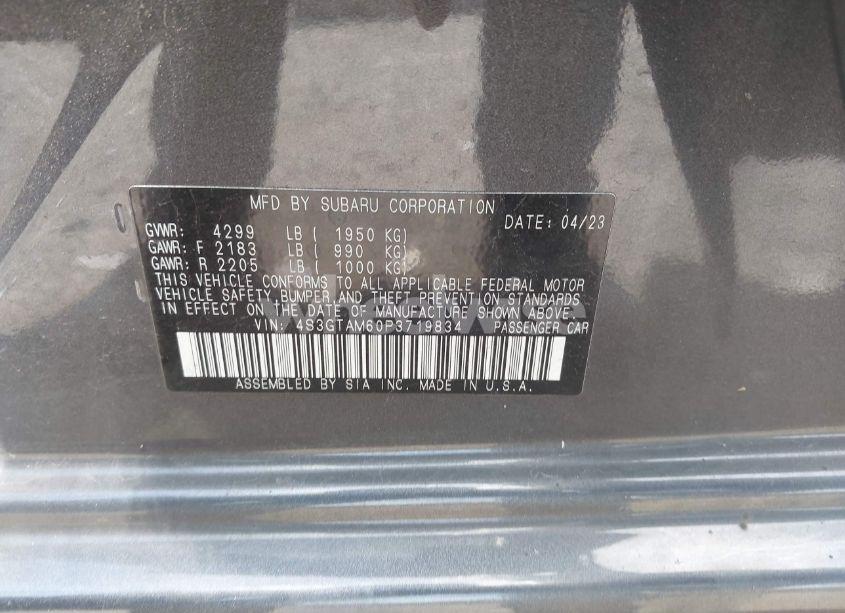 MFD BY SUBARU CORPORATION
DATE: 04/23
GVWR: 4299 LB ( 1950 KG)
GAWR: F 2183 LB ( 990 KG)
GAWR: R 2205 LB ( 1000 KG)
THIS VEHICLE CONFORMS TO ALL APPLICABLE FEDERAL MOTOR
VEHICLE SAFETY, BUMPER, AND THEFT PREVENTION STANDARDS
IN EFFECT ON THE DATE OF MANUFACTURE SHOWN ABOVE.
VIN: 4S3GTAM60P3719834 PASSENGER CAR
ASSEMBLED BY SIA INC. MADE IN U.S.A.